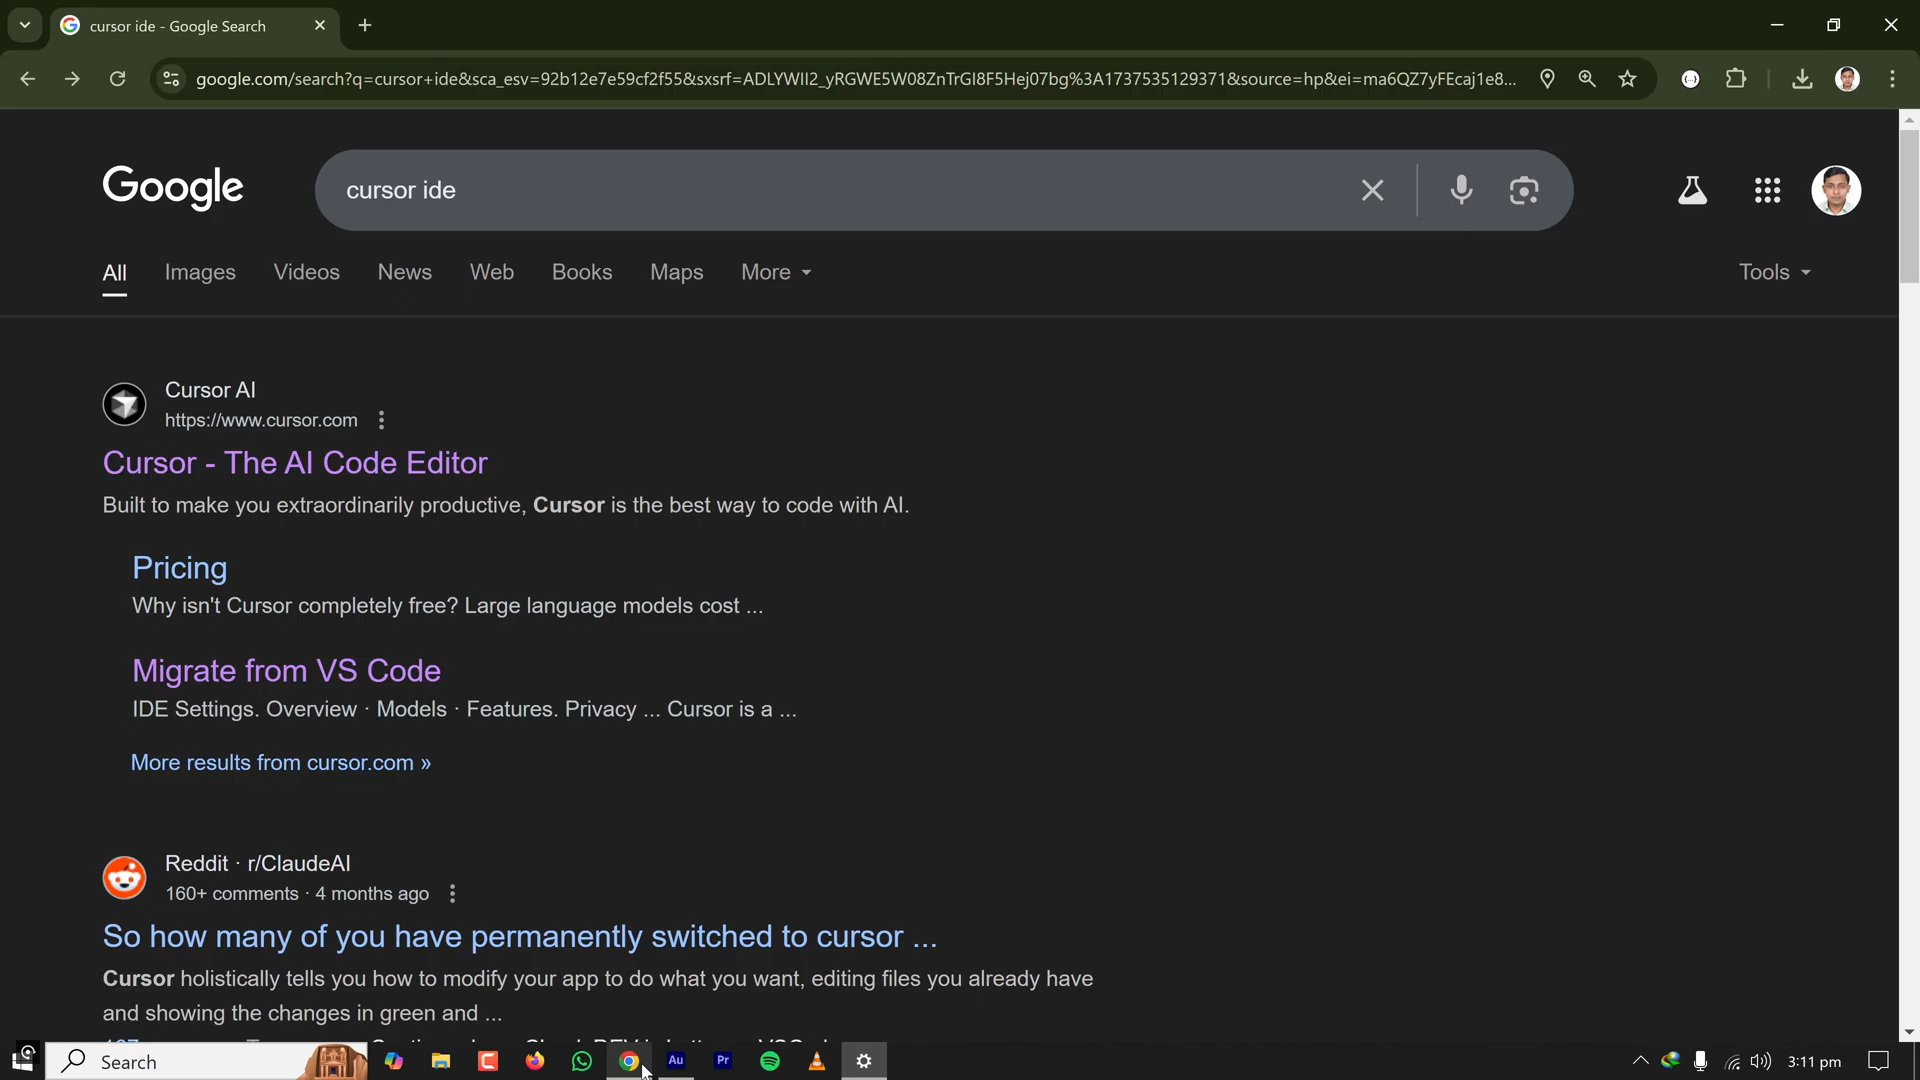 cursor ide - Google Search
google.com/search?q=cursor+ide&sca_esv=92b12e7e59cf2f55&sxsrf=ADLYWII2_yRGWE5W08ZnTrGI8F5Hej07bg%3A1737535129371&source=hp&ei=ma6QZ7yFEcaj1e8...
Google
cursor ide
All Images Videos News Web Books Maps More Tools
Cursor AI
https://www.cursor.com
Cursor - The AI Code Editor
Built to make you extraordinarily productive, Cursor is the best way to code with AI.
Pricing
Why isn't Cursor completely free? Large language models cost ...
Migrate from VS Code
IDE Settings. Overview · Models · Features. Privacy ... Cursor is a ...
More results from cursor.com »
Reddit · r/ClaudeAI
160+ comments · 4 months ago
So how many of you have permanently switched to cursor ...
Cursor holistically tells you how to modify your app to do what you want, editing files you already have
and showing the changes in green and ...
Search
Au
Pr
3:11 pm